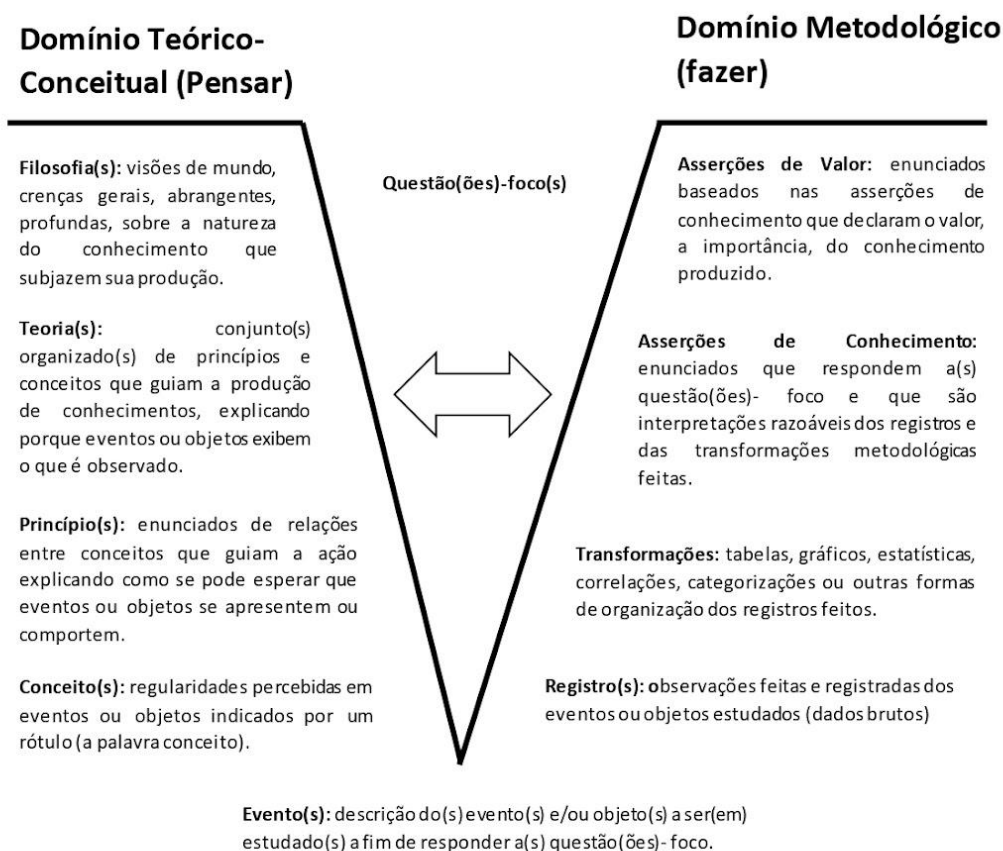 Domínio Teórico-
Conceitual (Pensar)
Filosofia(s): visões de mundo,
crenças gerais, abrangentes,
profundas, sobre a natureza
do conhecimento que
subjazem sua produção.
Teoria(s): conjunto(s)
organizado(s) de princípios e
conceitos que guiam a produção
de conhecimentos, explicando
porque eventos ou objetos exibem
o que é observado.
Princípio(s): enunciados de relações
entre conceitos que guiam a ação
explicando como se pode esperar que
eventos ou objetos se apresentem ou
comportem.
Conceito(s): regularidades percebidas em
eventos ou objetos indicados por um
rótulo (a palavra conceito).
Questão(ões)-foco(s)
Domínio Metodológico
(fazer)
Asserções de Valor: enunciados
baseados nas asserções de
conhecimento que declaram o valor,
a importância, do conhecimento
produzido.
Asserções de Conhecimento:
enunciados que respondem a(s)
questão(ões)- foco e que são
interpretações razoáveis dos registros e
das transformações metodológicas
feitas.
Transformações: tabelas, gráficos, estatísticas,
correlações, categorizações ou outras formas
de organização dos registros feitos.
Registro(s): observações feitas e registradas dos
eventos ou objetos estudados (dados brutos)
Evento(s): descrição do(s) evento(s) e/ou objeto(s) a ser(em)
estudado(s) a fim de responder a(s) questão(ões)- foco.